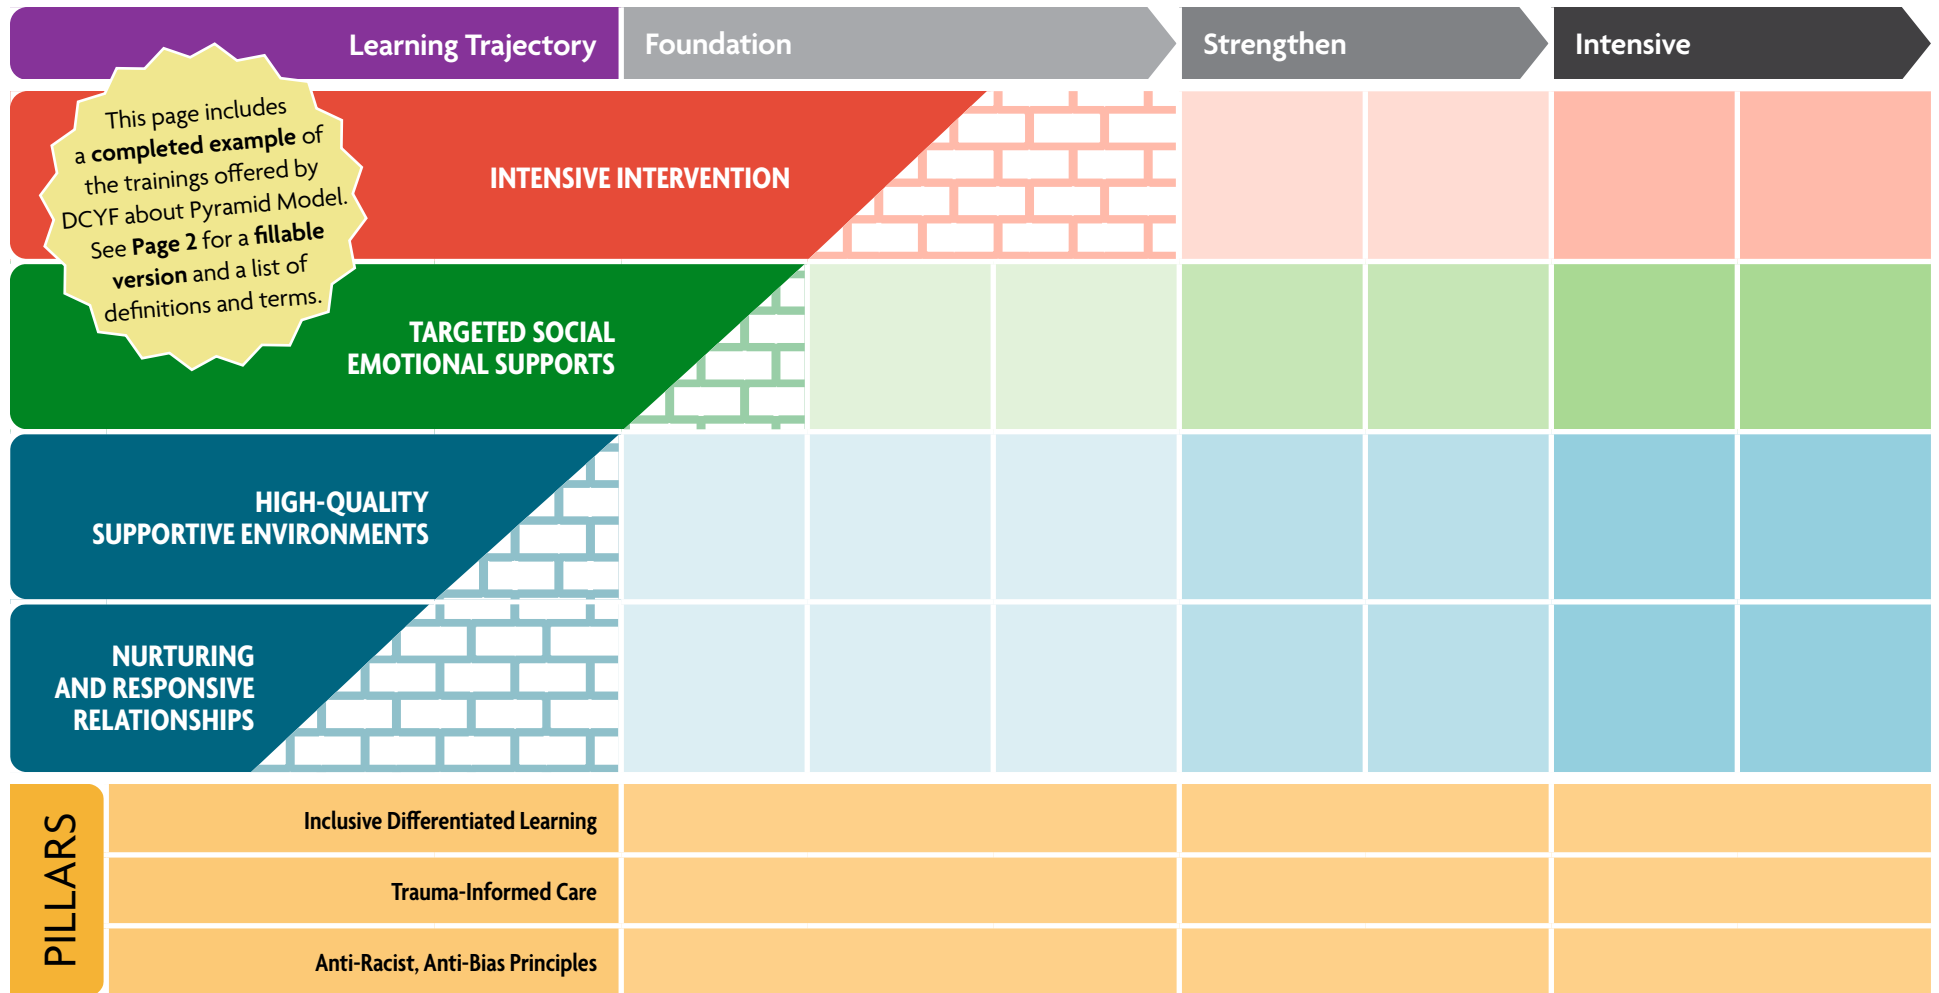 Learning Trajectory
Foundation
Strengthen
Intensive
This page includes
a completed example of
the trainings offered by
DCYF about Pyramid Model.
See Page 2 for a fillable
version and a list of
definitions and terms.
INTENSIVE INTERVENTION
TARGETED SOCIAL
EMOTIONAL SUPPORTS
HIGH-QUALITY
SUPPORTIVE ENVIRONMENTS
NURTURING
AND RESPONSIVE
RELATIONSHIPS
PILLARS
Inclusive Differentiated Learning
Trauma-Informed Care
Anti-Racist, Anti-Bias Principles